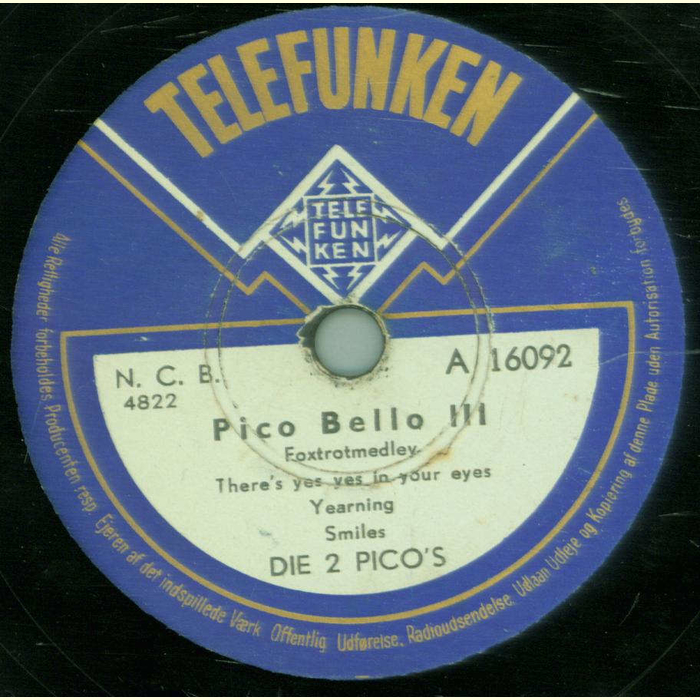 TELEFUNKEN
TELE
FUN
KEN
N. C. B.
A 16092
4822
Pico Bello III
Foxtrotmedley
There's yes yes in your eyes
Yearning
Smiles
DIE 2 PICO'S
Alle Rettigheder forbeholdes Producenten resp. Ejeren af det indspillede Værk Offentlig Udførelse, Radioudsendelse, Udlaan Udleje og Kopiering af denne Plade uden Autorisation forbydes